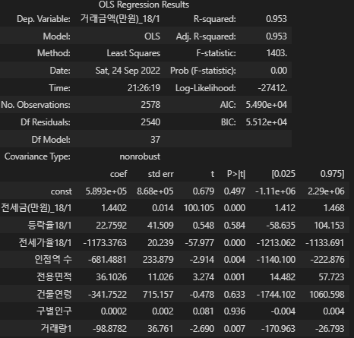 OLS Regression Results
Dep. Variable: 거래금액(만원)_18/1 R-squared: 0.953
Model: OLS Adj. R-squared: 0.953
Method: Least Squares F-statistic: 1403.
Date: Sat, 24 Sep 2022 Prob (F-statistic): 0.00
Time: 21:26:19 Log-Likelihood: -27412.
No. Observations: 2578 AIC: 5.490e+04
Df Residuals: 2540 BIC: 5.512e+04
Df Model: 37
Covariance Type: nonrobust
coef std err t P>|t| [0.025 0.975]
const 5.893e+05 8.68e+05 0.679 0.497 -1.11e+06 2.29e+06
전세금(만원)_18/1 1.4402 0.014 100.105 0.000 1.412 1.468
등락률18/1 22.7592 41.509 0.548 0.584 -58.635 104.153
전세가율18/1 -1173.3763 20.239 -57.977 0.000 -1213.062 -1133.691
인접역 수 -681.4881 233.879 -2.914 0.004 -1140.100 -222.876
전용면적 36.1026 11.026 3.274 0.001 14.482 57.723
건물연령 -341.7522 715.157 -0.478 0.633 -1744.102 1060.598
구별인구 0.0002 0.002 0.081 0.936 -0.004 0.004
거래량1 -98.8782 36.761 -2.690 0.007 -170.963 -26.793